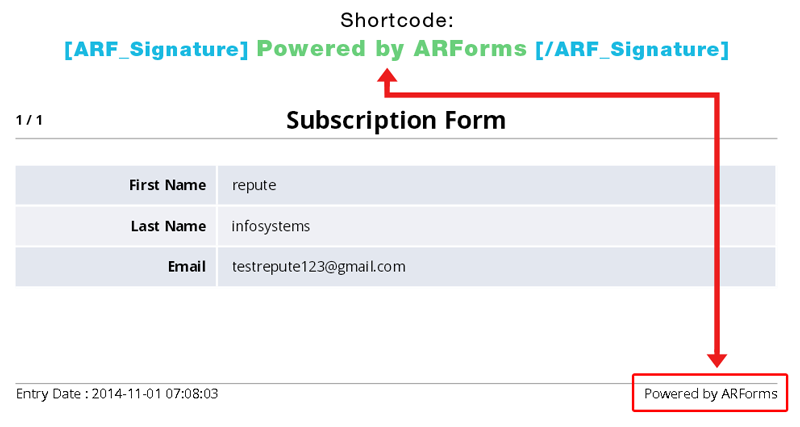 Shortcode:
[ARF_Signature] Powered by ARForms [/ARF_Signature]
1 / 1 Subscription Form
First Name repute
Last Name infosystems
Email testrepute123@gmail.com
Entry Date : 2014-11-01 07:08:03 Powered by ARForms